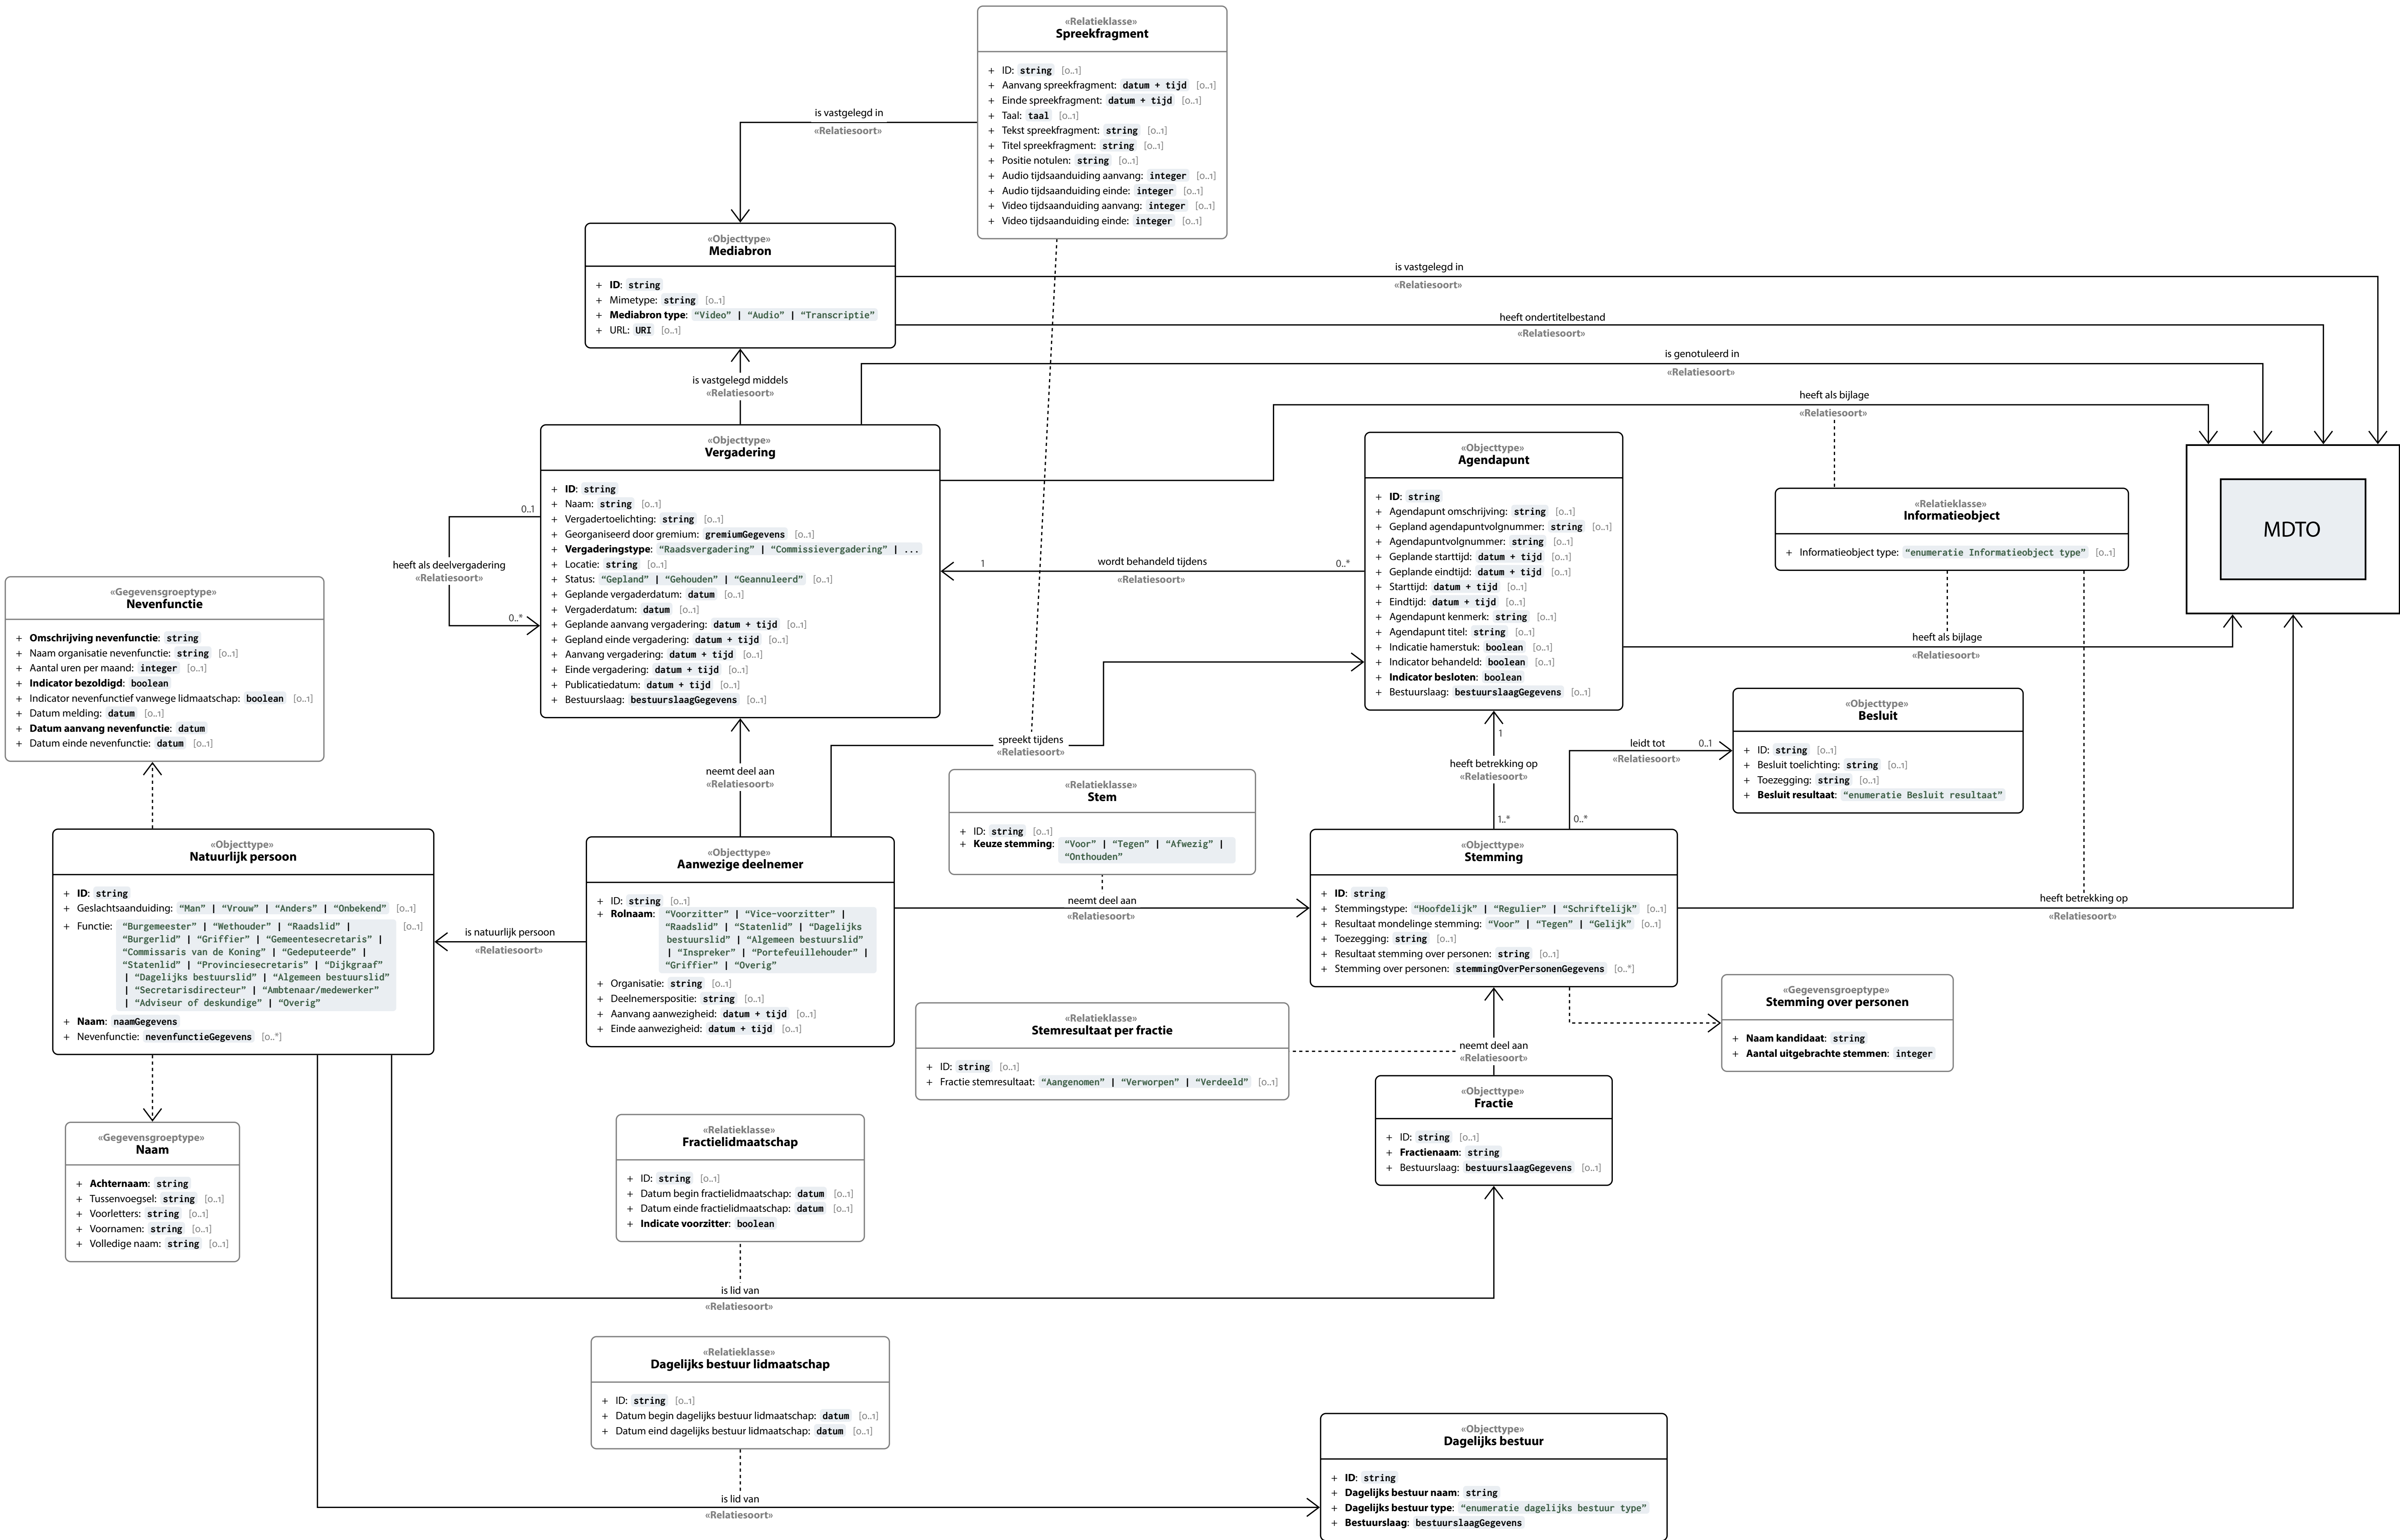 «Relatieklasse»
Spreekfragment
+ ID: string [0..1]
+ Aanvang spreekfragment: datum + tijd [0..1]
+ Einde spreekfragment: datum + tijd [0..1]
+ Taal: taal [0..1]
+ Tekst spreekfragment: string [0..1]
+ Titel spreekfragment: string [0..1]
+ Positie notulen: string [0..1]
+ Audio tijdsaanduiding aanvang: integer [0..1]
+ Audio tijdsaanduiding einde: integer [0..1]
+ Video tijdsaanduiding aanvang: integer [0..1]
+ Video tijdsaanduiding einde: integer [0..1]
is vastgelegd in
«Relatiesoort»
«Objecttype»
Mediabron
+ ID: string
+ Mimetype: string [0..1]
+ Mediabron type: “Video” | “Audio” | “Transcriptie”
+ URL: URI [0..1]
is vastgelegd in
«Relatiesoort»
heeft ondertitelbestand
«Relatiesoort»
is genotuleerd in
«Relatiesoort»
heeft als bijlage
«Relatiesoort»
is vastgelegd middels
«Relatiesoort»
«Objecttype»
Vergadering
+ ID: string
+ Naam: string [0..1]
+ Vergadertoelichting: string [0..1]
+ Georganiseerd door gremium: gremiumGegevens [0..1]
+ Vergaderingstype: “Raadsvergadering” | “Commissievergadering” | ...
+ Locatie: string [0..1]
+ Status: “Gepland” | “Gehouden” | “Geannuleerd” [0..1]
+ Geplande vergaderdatum: datum [0..1]
+ Vergaderdatum: datum [0..1]
+ Geplande aanvang vergadering: datum + tijd [0..1]
+ Gepland einde vergadering: datum + tijd [0..1]
+ Aanvang vergadering: datum + tijd [0..1]
+ Einde vergadering: datum + tijd [0..1]
+ Publicatiedatum: datum + tijd [0..1]
+ Bestuurslaag: bestuurslaagGegevens [0..1]
0..1
heeft als deelvergadering
«Relatiesoort»
0..*
1
wordt behandeld tijdens
«Relatiesoort»
0..*
«Objecttype»
Agendapunt
+ ID: string
+ Agendapunt omschrijving: string [0..1]
+ Gepland agendapuntvolgnummer: string [0..1]
+ Agendapuntvolgnummer: string [0..1]
+ Geplande starttijd: datum + tijd [0..1]
+ Geplande eindtijd: datum + tijd [0..1]
+ Starttijd: datum + tijd [0..1]
+ Eindtijd: datum + tijd [0..1]
+ Agendapunt kenmerk: string [0..1]
+ Agendapunt titel: string [0..1]
+ Indicatie hamerstuk: boolean [0..1]
+ Indicator behandeld: boolean [0..1]
+ Indicator besloten: boolean
+ Bestuurslaag: bestuurslaagGegevens [0..1]
«Relatieklasse»
Informatieobject
+ Informatieobject type: “enumeratie Informatieobject type” [0..1]
MDTO
heeft als bijlage
«Relatiesoort»
«Gegevensgroeptype»
Nevenfunctie
+ Omschrijving nevenfunctie: string
+ Naam organisatie nevenfunctie: string [0..1]
+ Aantal uren per maand: integer [0..1]
+ Indicator bezoldigd: boolean
+ Indicator nevenfunctief vanwege lidmaatschap: boolean [0..1]
+ Datum melding: datum [0..1]
+ Datum aanvang nevenfunctie: datum
+ Datum einde nevenfunctie: datum [0..1]
«Objecttype»
Besluit
+ ID: string [0..1]
+ Besluit toelichting: string [0..1]
+ Toezegging: string [0..1]
+ Besluit resultaat: “enumeratie Besluit resultaat”
spreekt tijdens
«Relatiesoort»
neemt deel aan
«Relatiesoort»
1
heeft betrekking op
«Relatiesoort»
1..*
leidt tot
0..1
«Relatiesoort»
0..*
«Relatieklasse»
Stem
+ ID: string [0..1]
+ Keuze stemming: “Voor” | “Tegen” | “Afwezig” |
“Onthouden”
«Objecttype»
Natuurlijk persoon
+ ID: string
+ Geslachtsaanduiding: “Man” | “Vrouw” | “Anders” | “Onbekend” [0..1]
+ Functie: “Burgemeester” | “Wethouder” | “Raadslid” | [0..1]
“Burgerlid” | “Griffier” | “Gemeentesecretaris” |
“Commissaris van de Koning” | “Gedeputeerde” |
“Statenlid” | “Provinciesecretaris” | “Dijkgraaf”
| “Dagelijks bestuurslid” | “Algemeen bestuurslid”
| “Secretarisdirecteur” | “Ambtenaar/medewerker”
| “Adviseur of deskundige” | “Overig”
+ Naam: naamGegevens
+ Nevenfunctie: nevenfunctieGegevens [0..*]
is natuurlijk persoon
«Relatiesoort»
«Objecttype»
Aanwezige deelnemer
+ ID: string [0..1]
+ Rolnaam: “Voorzitter” | “Vice-voorzitter” |
“Raadslid” | “Statenlid” | “Dagelijks
bestuurslid” | “Algemeen bestuurslid”
| “Inspreker” | “Portefeuillehouder” |
“Griffier” | “Overig”
+ Organisatie: string [0..1]
+ Deelnemerspositie: string [0..1]
+ Aanvang aanwezigheid: datum + tijd [0..1]
+ Einde aanwezigheid: datum + tijd [0..1]
neemt deel aan
«Relatiesoort»
«Objecttype»
Stemming
+ ID: string
+ Stemmingstype: “Hoofdelijk” | “Regulier” | “Schriftelijk” [0..1]
+ Resultaat mondelinge stemming: “Voor” | “Tegen” | “Gelijk” [0..1]
+ Toezegging: string [0..1]
+ Resultaat stemming over personen: string [0..1]
+ Stemming over personen: stemmingOverPersonenGegevens [0..*]
heeft betrekking op
«Relatiesoort»
«Gegevensgroeptype»
Stemming over personen
+ Naam kandidaat: string
+ Aantal uitgebrachte stemmen: integer
«Relatieklasse»
Stemresultaat per fractie
+ ID: string [0..1]
+ Fractie stemresultaat: “Aangenomen” | “Verworpen” | “Verdeeld” [0..1]
neemt deel aan
«Relatiesoort»
«Objecttype»
Fractie
+ ID: string [0..1]
+ Fractienaam: string
+ Bestuurslaag: bestuurslaagGegevens [0..1]
«Gegevensgroeptype»
Naam
+ Achternaam: string
+ Tussenvoegsel: string [0..1]
+ Voorletters: string [0..1]
+ Voornamen: string [0..1]
+ Volledige naam: string [0..1]
«Relatieklasse»
Fractielidmaatschap
+ ID: string [0..1]
+ Datum begin fractielidmaatschap: datum [0..1]
+ Datum einde fractielidmaatschap: datum [0..1]
+ Indicate voorzitter: boolean
is lid van
«Relatiesoort»
«Relatieklasse»
Dagelijks bestuur lidmaatschap
+ ID: string [0..1]
+ Datum begin dagelijks bestuur lidmaatschap: datum [0..1]
+ Datum eind dagelijks bestuur lidmaatschap: datum [0..1]
is lid van
«Relatiesoort»
«Objecttype»
Dagelijks bestuur
+ ID: string
+ Dagelijks bestuur naam: string
+ Dagelijks bestuur type: “enumeratie dagelijks bestuur type”
+ Bestuurslaag: bestuurslaagGegevens